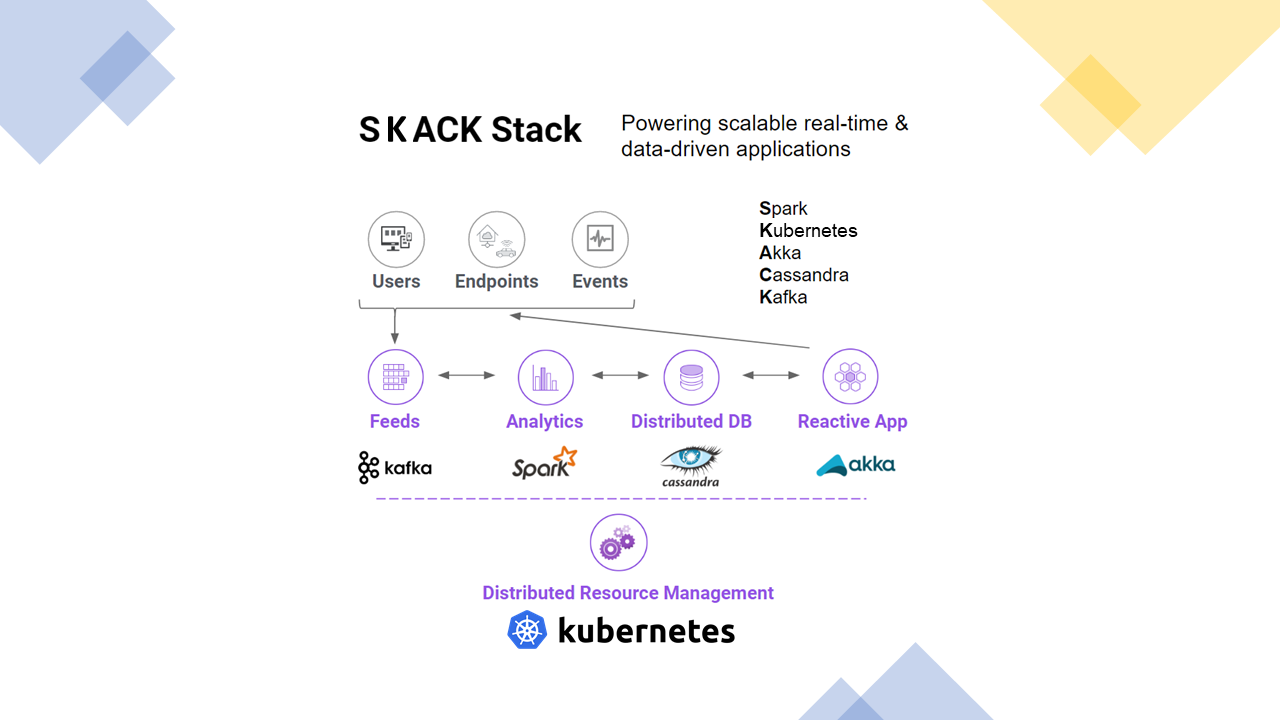 SKACK Stack
Powering scalable real-time &
data-driven applications
Spark
Kubernetes
Akka
Cassandra
Kafka
Users Endpoints Events
Feeds Analytics Distributed DB Reactive App
kafka Spark cassandra akka
Distributed Resource Management
kubernetes